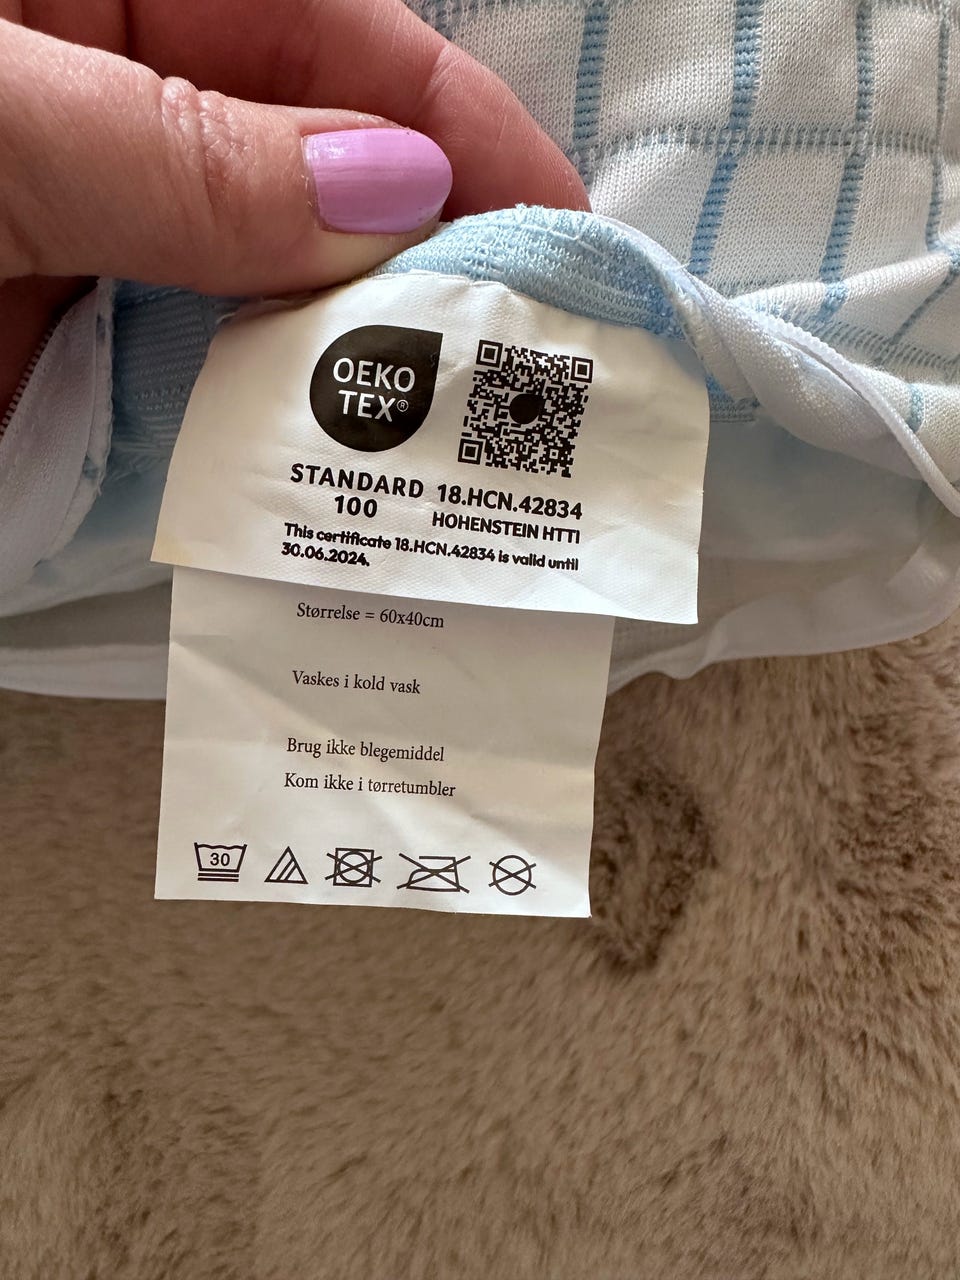 OEKO
TEX®
STANDARD
100
18.HCN.42834
HOHENSTEIN HTTI
This certificate 18.HCN.42834 is valid until
30.06.2024.
Størrelse = 60x40cm
Vaskes i kold vask
Brug ikke blegemiddel
Kom ikke i tørretumbler
30